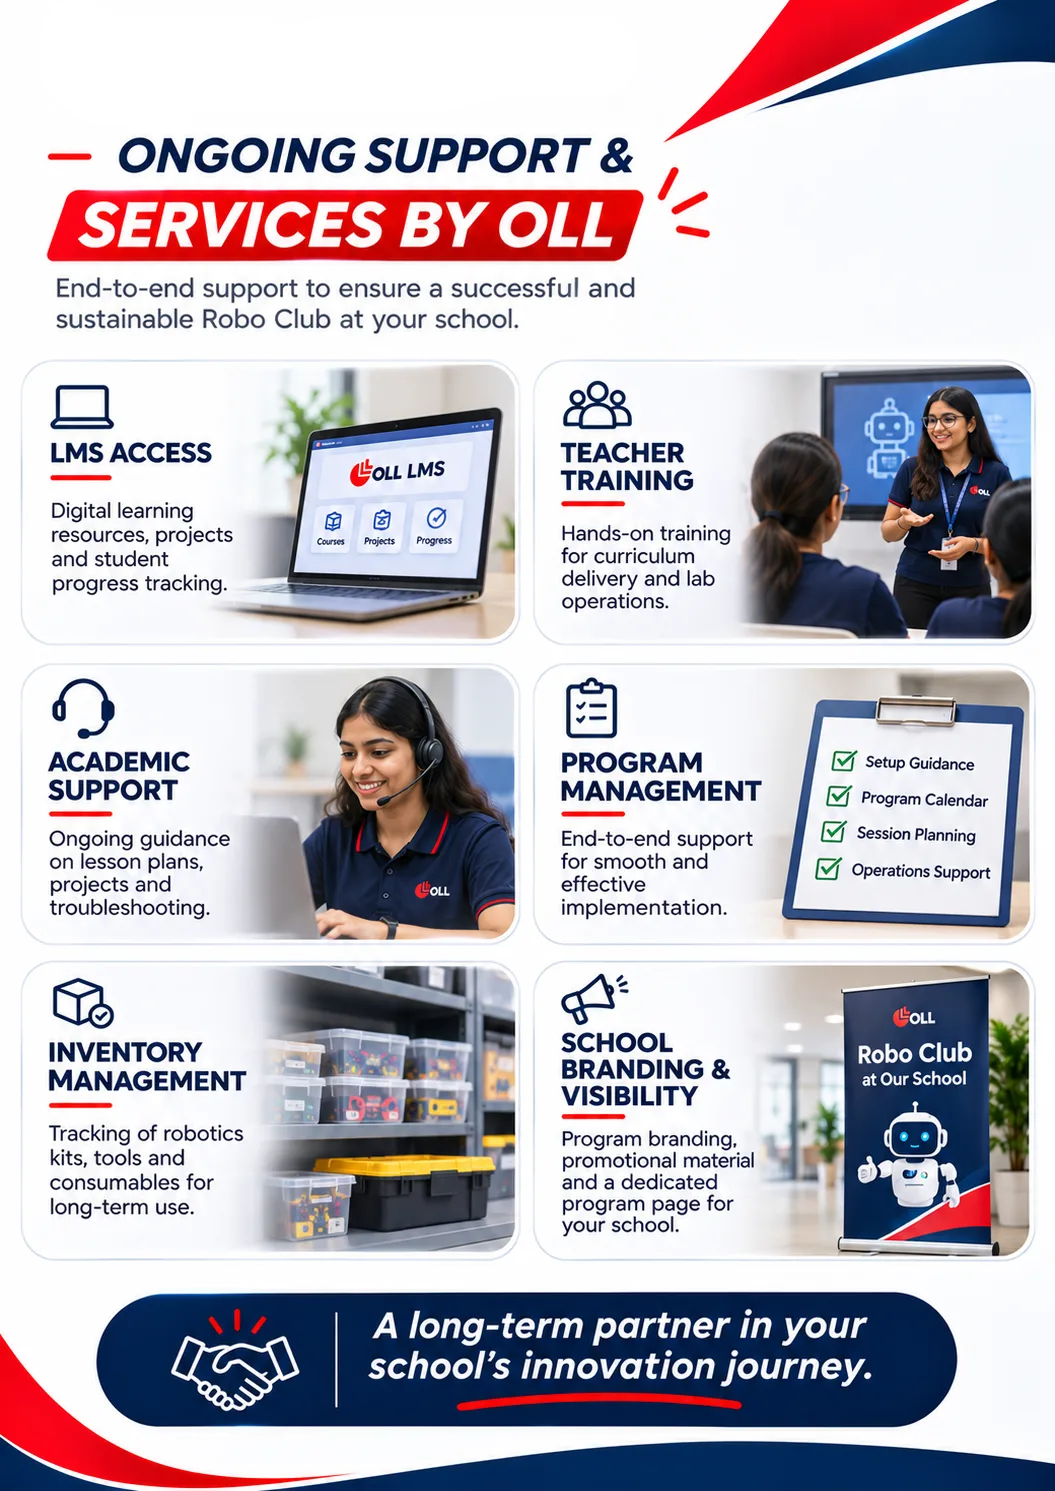 ONGOING SUPPORT &
SERVICES BY OLL
End-to-end support to ensure a successful and
sustainable Robo Club at your school.
LMS ACCESS
Digital learning
resources, projects
and student
progress tracking.
OLL LMS
Courses
Projects
Progress
TEACHER
TRAINING
Hands-on training
for curriculum
delivery and lab
operations.
OLL
ACADEMIC
SUPPORT
Ongoing guidance
on lesson plans,
projects and
troubleshooting.
OLL
PROGRAM
MANAGEMENT
End-to-end support
for smooth and
effective
implementation.
Setup Guidance
Program Calendar
Session Planning
Operations Support
INVENTORY
MANAGEMENT
Tracking of robotics
kits, tools and
consumables for
long-term use.
SCHOOL
BRANDING &
VISIBILITY
Program branding,
promotional material
and a dedicated
program page for
your school.
OLL
Robo Club
at Our School
A long-term partner in your
school's innovation journey.